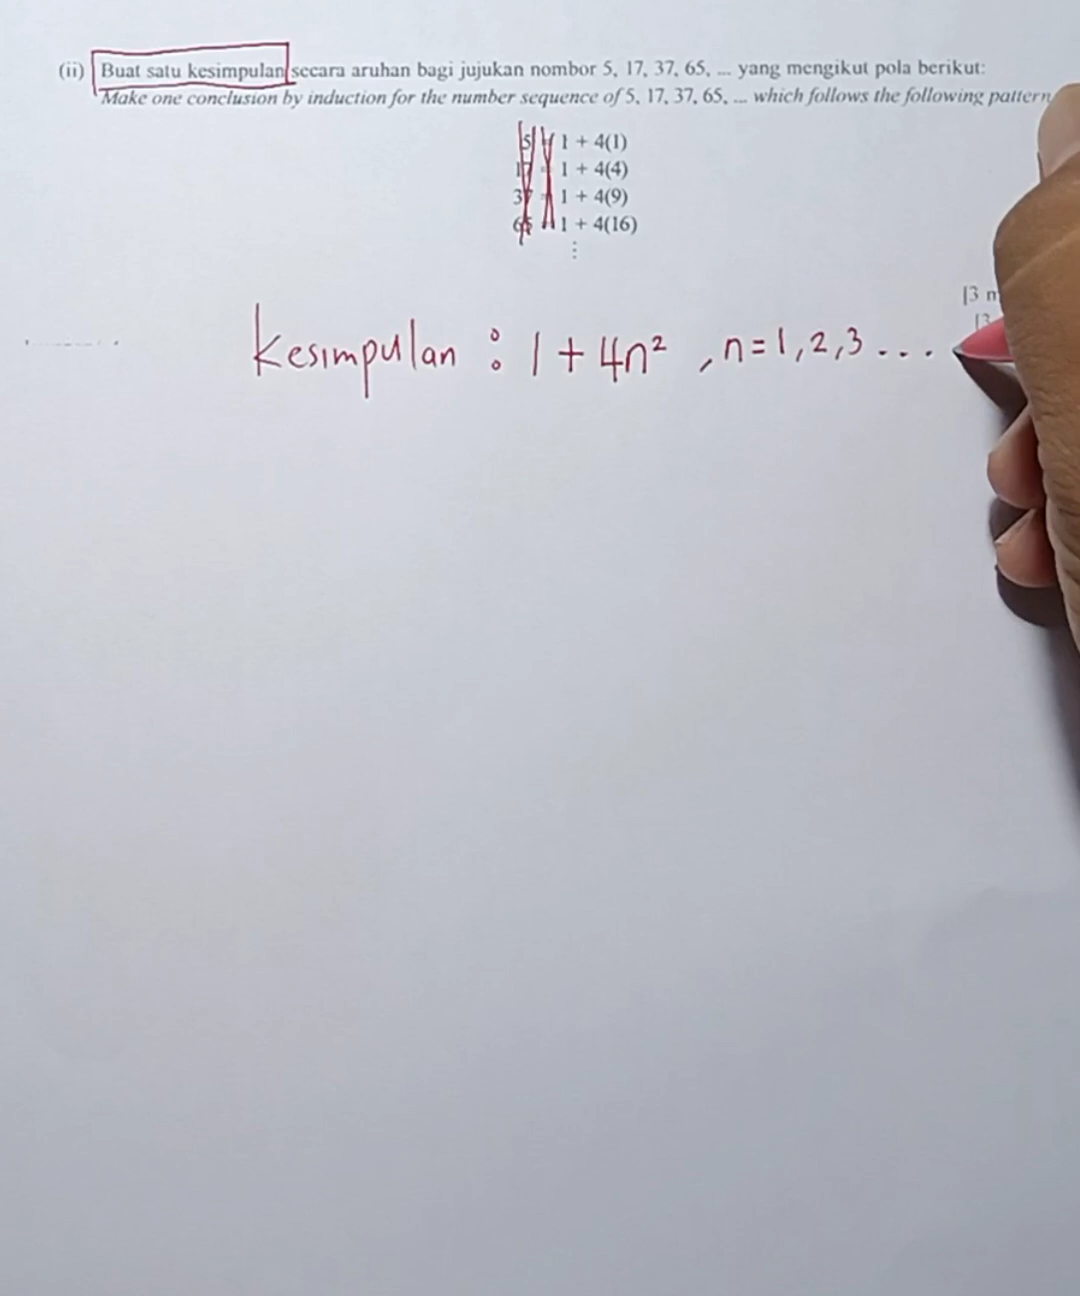 (ii) Buat satu kesimpulan secara aruhan bagi jujukan nombor 5, 17, 37, 65, ... yang mengikut pola berikut:
Make one conclusion by induction for the number sequence of 5, 17, 37, 65, ... which follows the following pattern
5 = 1 + 4(1)
17 = 1 + 4(4)
37 = 1 + 4(9)
65 = 1 + 4(16)
⋮
[3 m
[3
Kesimpulan : 1 + 4n² , n = 1, 2, 3 ...